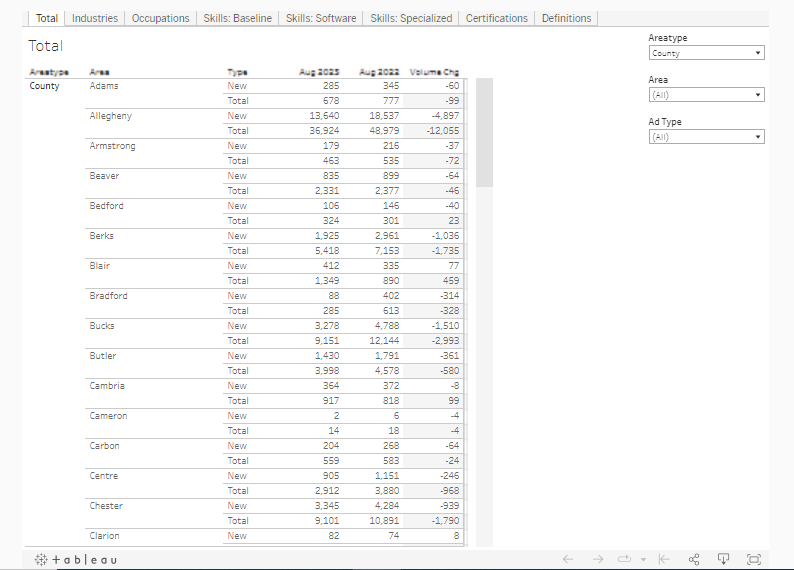 Total Industries Occupations Skills: Baseline Skills: Software Skills: Specialized Certifications Definitions
Total
Areatype
County
Area
(All)
Ad Type
(All)
Areatype Area Type Aug 2023 Aug 2022 Volume Chg
County Adams New 285 345 -60
Total 678 777 -99
Allegheny New 13,640 18,537 -4,897
Total 36,924 48,979 -12,055
Armstrong New 179 216 -37
Total 463 535 -72
Beaver New 835 899 -64
Total 2,331 2,377 -46
Bedford New 106 146 -40
Total 324 301 23
Berks New 1,925 2,961 -1,036
Total 5,418 7,153 -1,735
Blair New 412 335 77
Total 1,349 890 459
Bradford New 88 402 -314
Total 285 613 -328
Bucks New 3,278 4,788 -1,510
Total 9,151 12,144 -2,993
Butler New 1,430 1,791 -361
Total 3,998 4,578 -580
Cambria New 364 372 -8
Total 917 818 99
Cameron New 2 6 -4
Total 14 18 -4
Carbon New 204 268 -64
Total 559 583 -24
Centre New 905 1,151 -246
Total 2,912 3,880 -968
Chester New 3,345 4,284 -939
Total 9,101 10,891 -1,790
Clarion New 82 74 8
+ a b l e a u